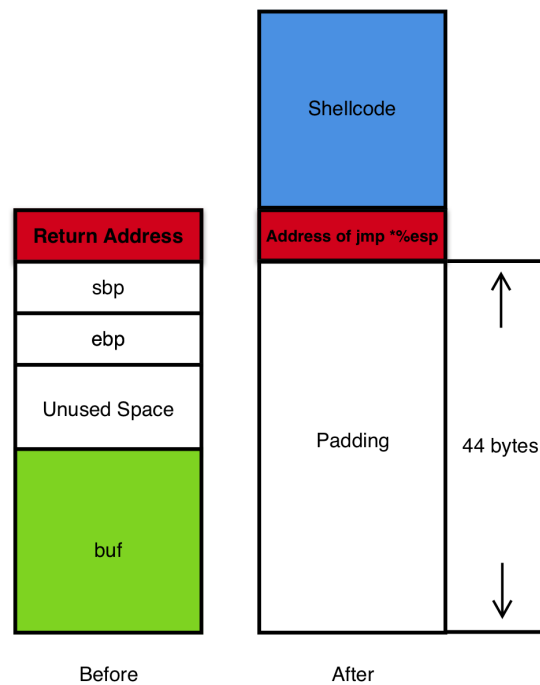 Return Address
sbp
ebp
Unused Space
buf
Before
Shellcode
Address of jmp *%esp
Padding
44 bytes
After